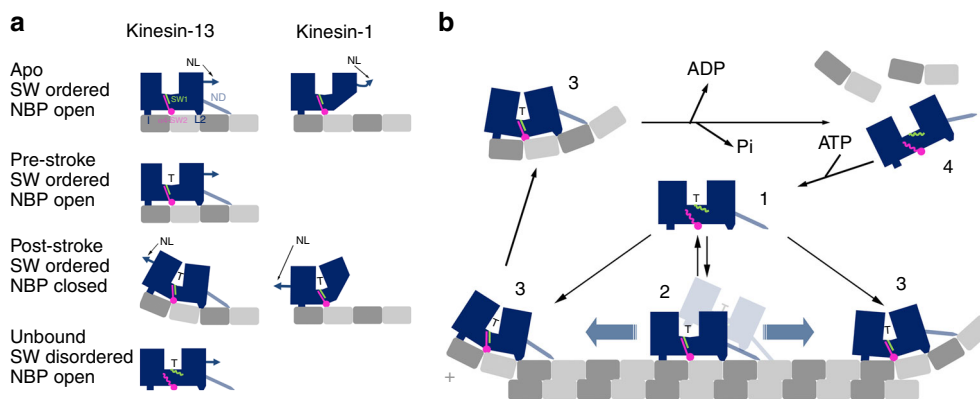 a
Kinesin-13
Kinesin-1
Apo
SW ordered
NBP open
NL
SW1
ND
I
SW2
L2
NL
Pre-stroke
SW ordered
NBP open
T
Post-stroke
SW ordered
NBP closed
NL
T
NL
T
Unbound
SW disordered
NBP open
T
b
3
T
ADP
Pi
ATP
4
T
1
3
T
2
T
T
3
T
+